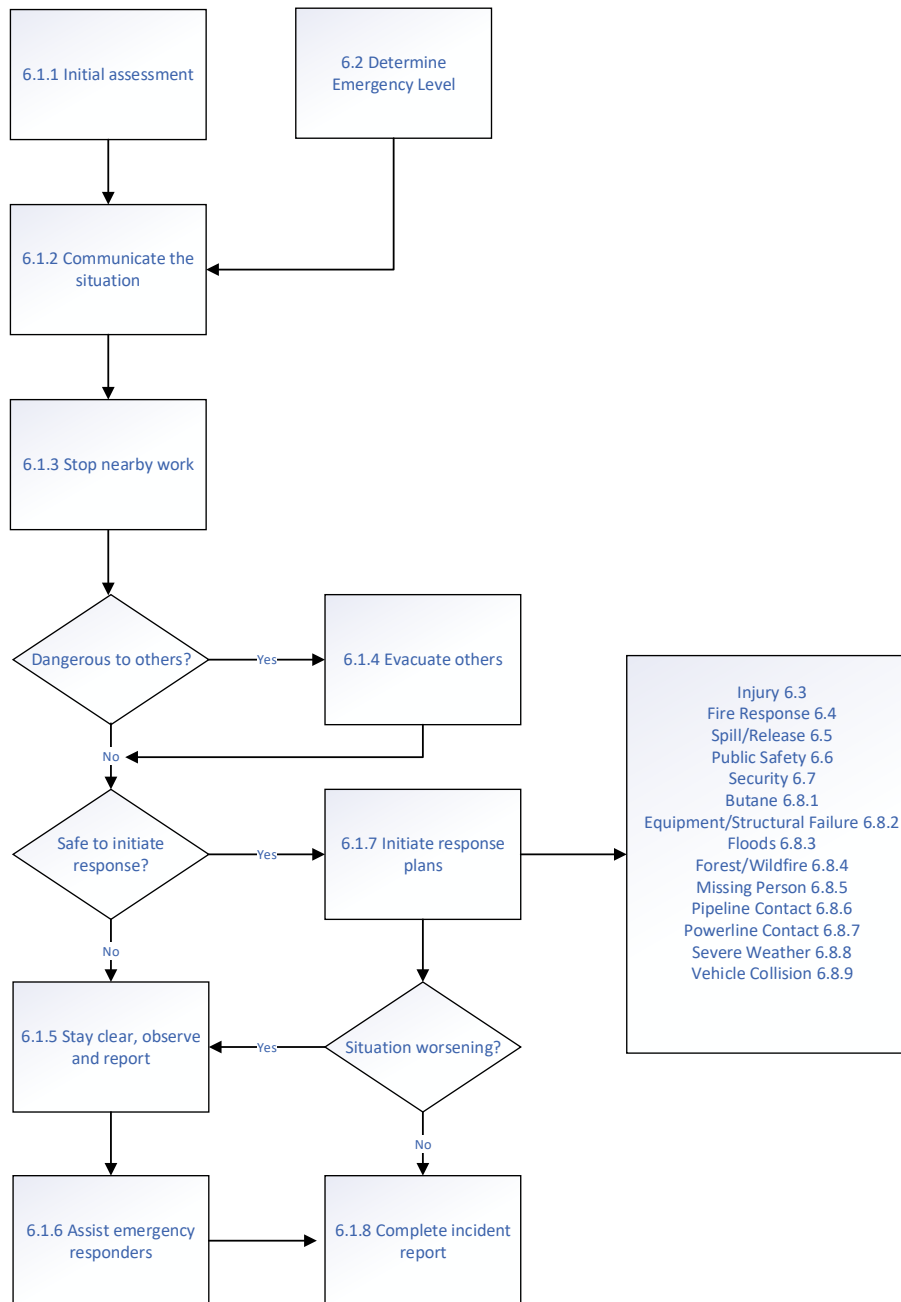 6.1.1 Initial assessment
6.2 Determine
Emergency Level
6.1.2 Communicate the
situation
6.1.3 Stop nearby work
Dangerous to others?
Yes
6.1.4 Evacuate others
No
Safe to initiate
response?
Yes
6.1.7 Initiate response
plans
Injury 6.3
Fire Response 6.4
Spill/Release 6.5
Public Safety 6.6
Security 6.7
Butane 6.8.1
Equipment/Structural Failure 6.8.2
Floods 6.8.3
Forest/Wildfire 6.8.4
Missing Person 6.8.5
Pipeline Contact 6.8.6
Powerline Contact 6.8.7
Severe Weather 6.8.8
Vehicle Collision 6.8.9
No
6.1.5 Stay clear, observe
and report
Yes
Situation worsening?
No
6.1.6 Assist emergency
responders
6.1.8 Complete incident
report